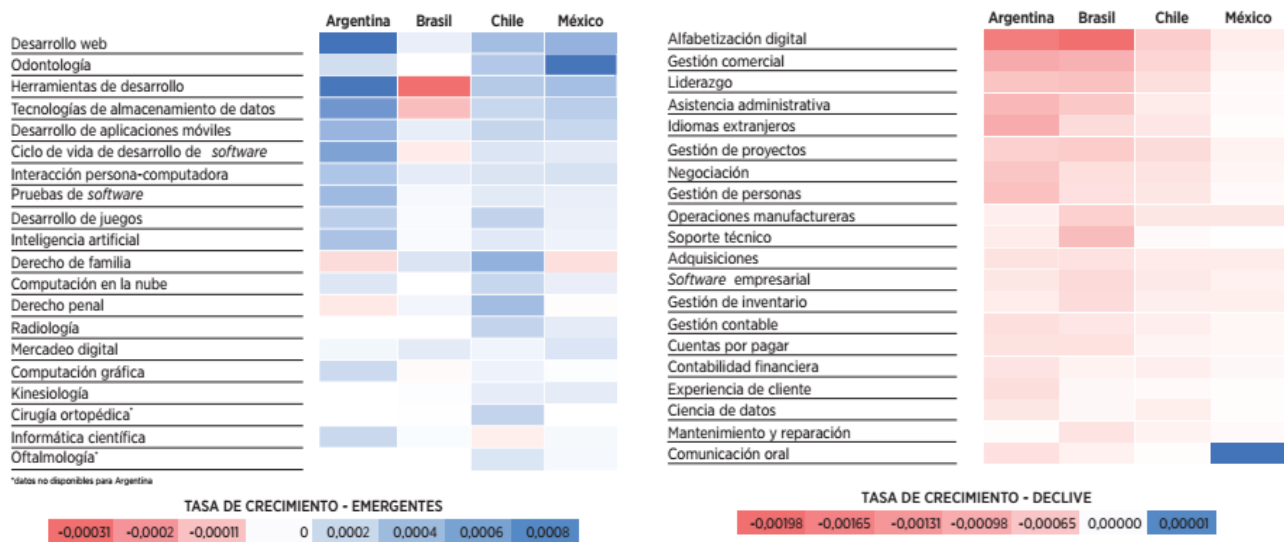 Argentina Brasil Chile México
Desarrollo web
Odontología
Herramientas de desarrollo
Tecnologías de almacenamiento de datos
Desarrollo de aplicaciones móviles
Ciclo de vida de desarrollo de software
Interacción persona-computadora
Pruebas de software
Desarrollo de juegos
Inteligencia artificial
Derecho de familia
Computación en la nube
Derecho penal
Radiología
Mercadeo digital
Computación gráfica
Kinesiología
Cirugía ortopédica*
Informática científica
Oftalmología*
*datos no disponibles para Argentina
TASA DE CRECIMIENTO - EMERGENTES
-0,00031 -0,0002 -0,00011 0 0,0002 0,0004 0,0006 0,0008
Argentina Brasil Chile México
Alfabetización digital
Gestión comercial
Liderazgo
Asistencia administrativa
Idiomas extranjeros
Gestión de proyectos
Negociación
Gestión de personas
Operaciones manufactureras
Soporte técnico
Adquisiciones
Software empresarial
Gestión de inventario
Gestión contable
Cuentas por pagar
Contabilidad financiera
Experiencia de cliente
Ciencia de datos
Mantenimiento y reparación
Comunicación oral
TASA DE CRECIMIENTO - DECLIVE
-0,00198 -0,00165 -0,00131 -0,00098 -0,00065 0,00000 0,00001